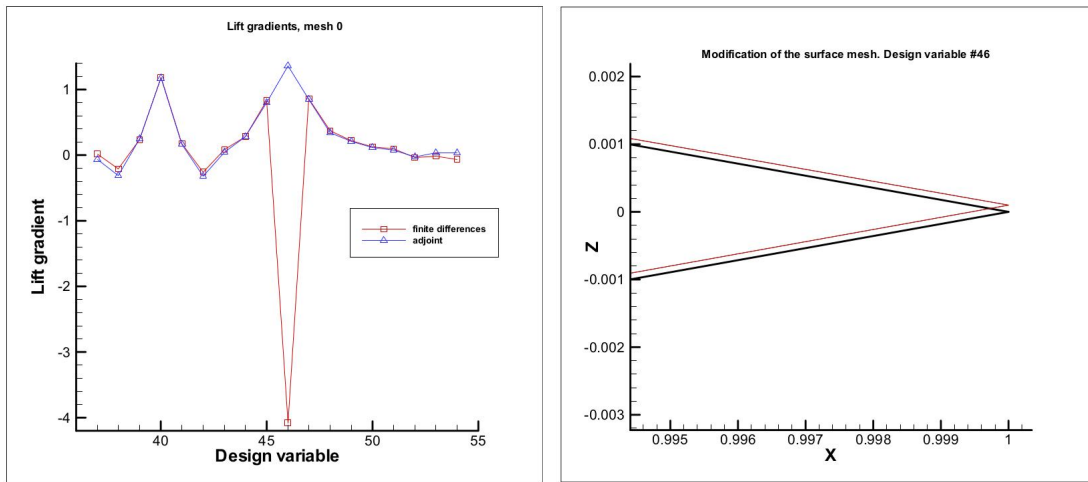 Lift gradients, mesh 0
1
0
-1
-2
-3
-4
Lift gradient
finite differences
adjoint
40
45
50
55
Design variable
Modification of the surface mesh. Design variable #46
0.002
0.001
0
-0.001
-0.002
-0.003
Z
0.995
0.996
0.997
0.998
0.999
1
X